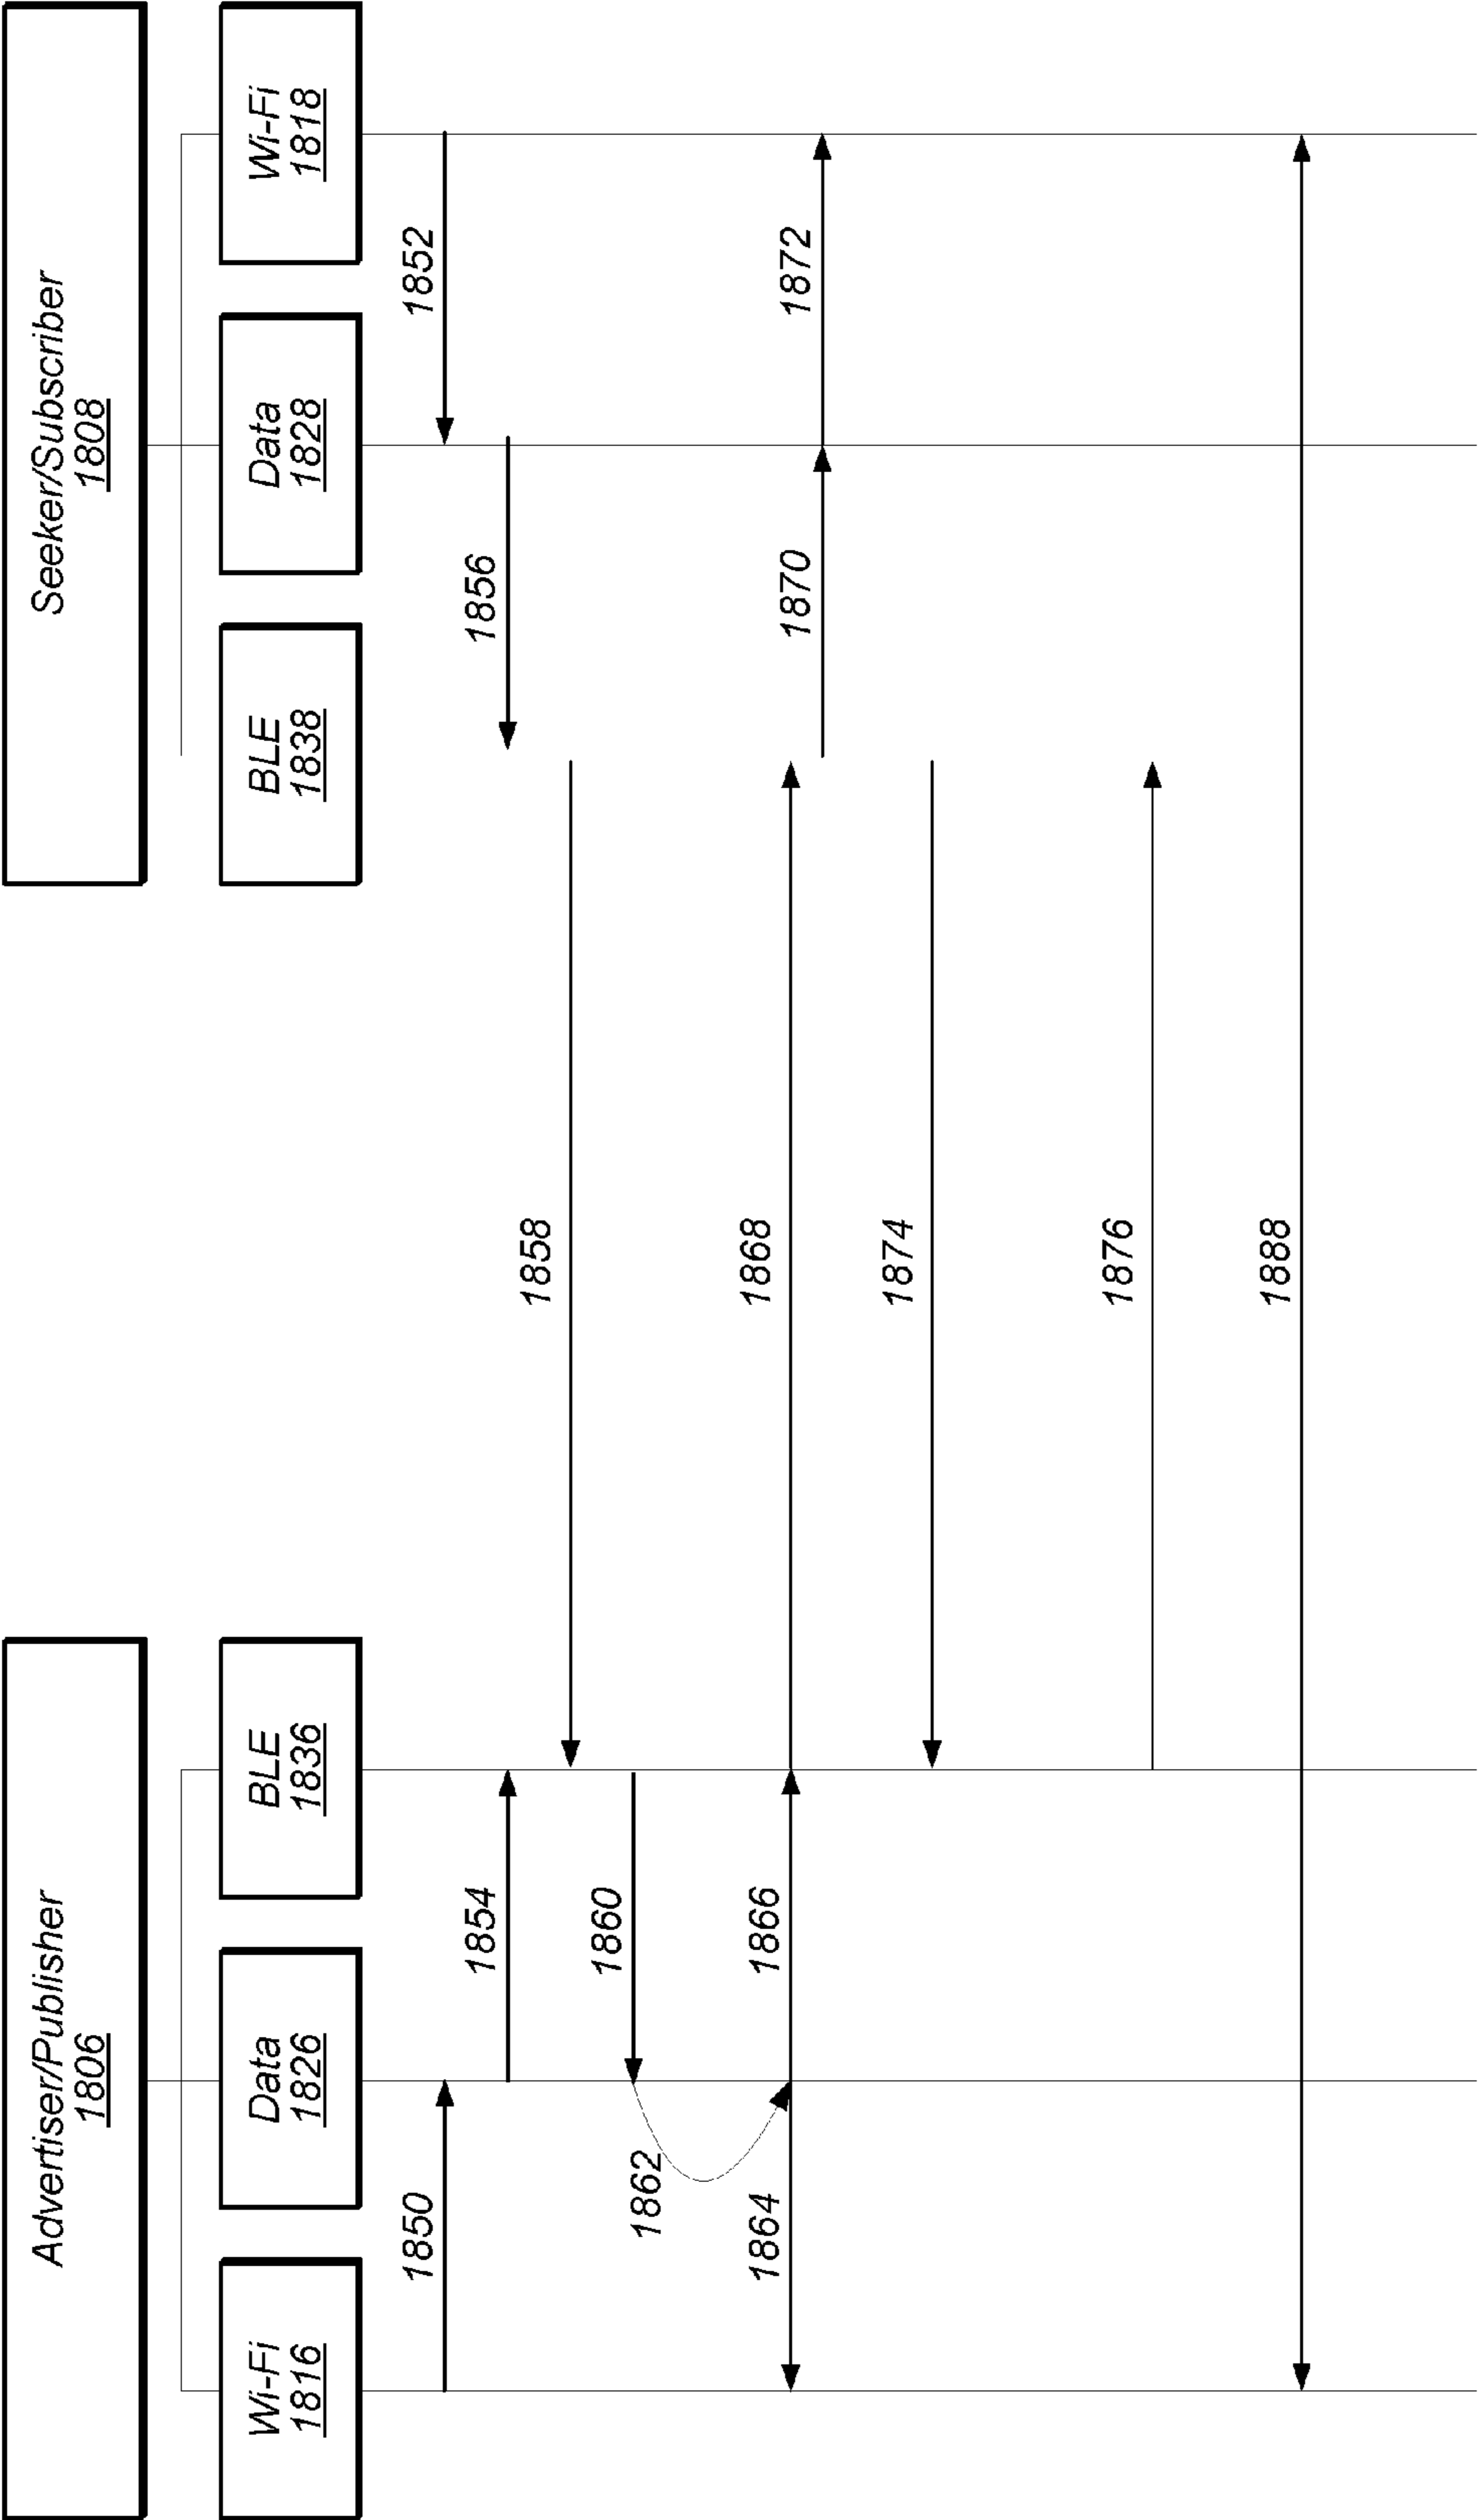 Advertiser/Publisher
1806
Seeker/Subscriber
1808
Wi-Fi
1816
Data
1826
BLE
1836
BLE
1838
Data
1828
Wi-Fi
1818
1850
1852
1854
1856
1858
1860
1862
1864
1866
1868
1870
1872
1874
1876
1888